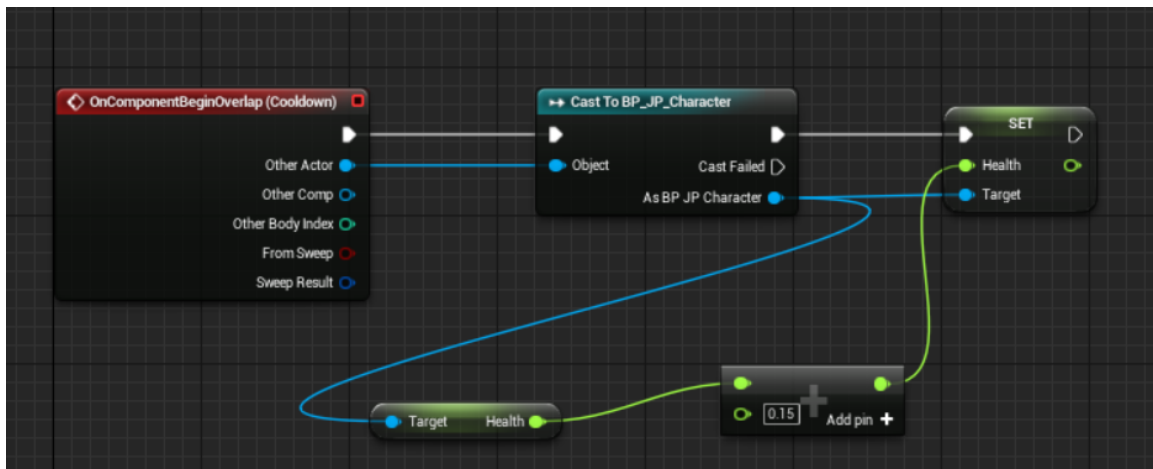 OnComponentBeginOverlap (Cooldown)
Other Actor
Other Comp
Other Body Index
From Sweep
Sweep Result
Cast To BP_JP_Character
Object
Cast Failed
As BP JP Character
SET
Health
Target
Target
Health
0.15
Add pin +